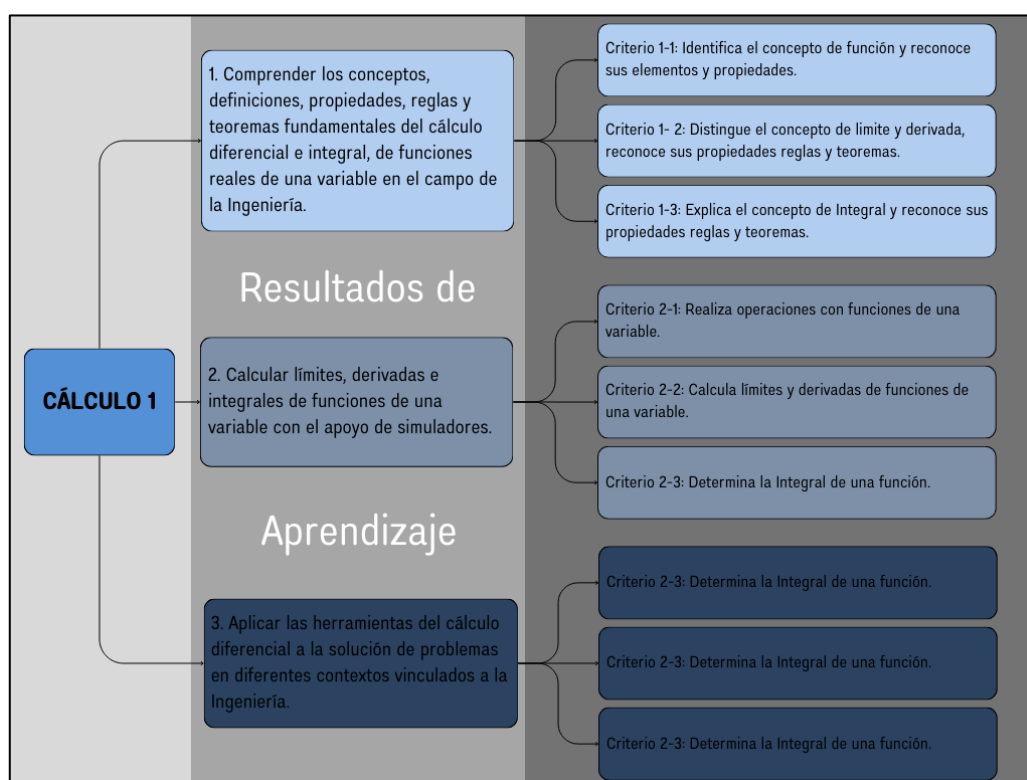 CÁLCULO 1
Resultados de
Aprendizaje
1. Comprender los conceptos,
definiciones, propiedades, reglas y
teoremas fundamentales del cálculo
diferencial e integral, de funciones
reales de una variable en el campo de
la Ingeniería.
Criterio 1-1: Identifica el concepto de función y reconoce
sus elementos y propiedades.
Criterio 1- 2: Distingue el concepto de limite y derivada,
reconoce sus propiedades reglas y teoremas.
Criterio 1-3: Explica el concepto de Integral y reconoce sus
propiedades reglas y teoremas.
2. Calcular límites, derivadas e
integrales de funciones de una
variable con el apoyo de simuladores.
Criterio 2-1: Realiza operaciones con funciones de una
variable.
Criterio 2-2: Calcula límites y derivadas de funciones de
una variable.
Criterio 2-3: Determina la Integral de una función.
3. Aplicar las herramientas del cálculo
diferencial a la solución de problemas
en diferentes contextos vinculados a la
Ingeniería.
Criterio 2-3: Determina la Integral de una función.
Criterio 2-3: Determina la Integral de una función.
Criterio 2-3: Determina la Integral de una función.